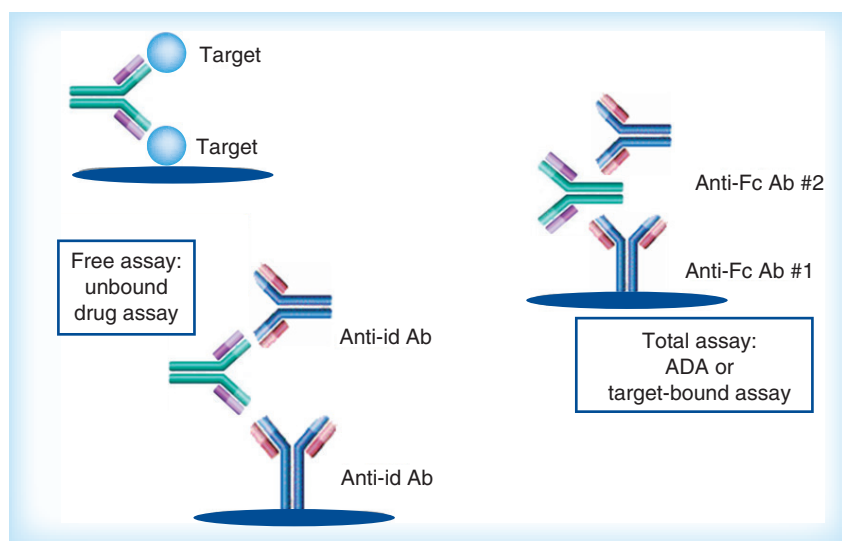 Target
Target
Free assay:
unbound
drug assay
Anti-id Ab
Anti-id Ab
Anti-Fc Ab #2
Anti-Fc Ab #1
Total assay:
ADA or
target-bound assay